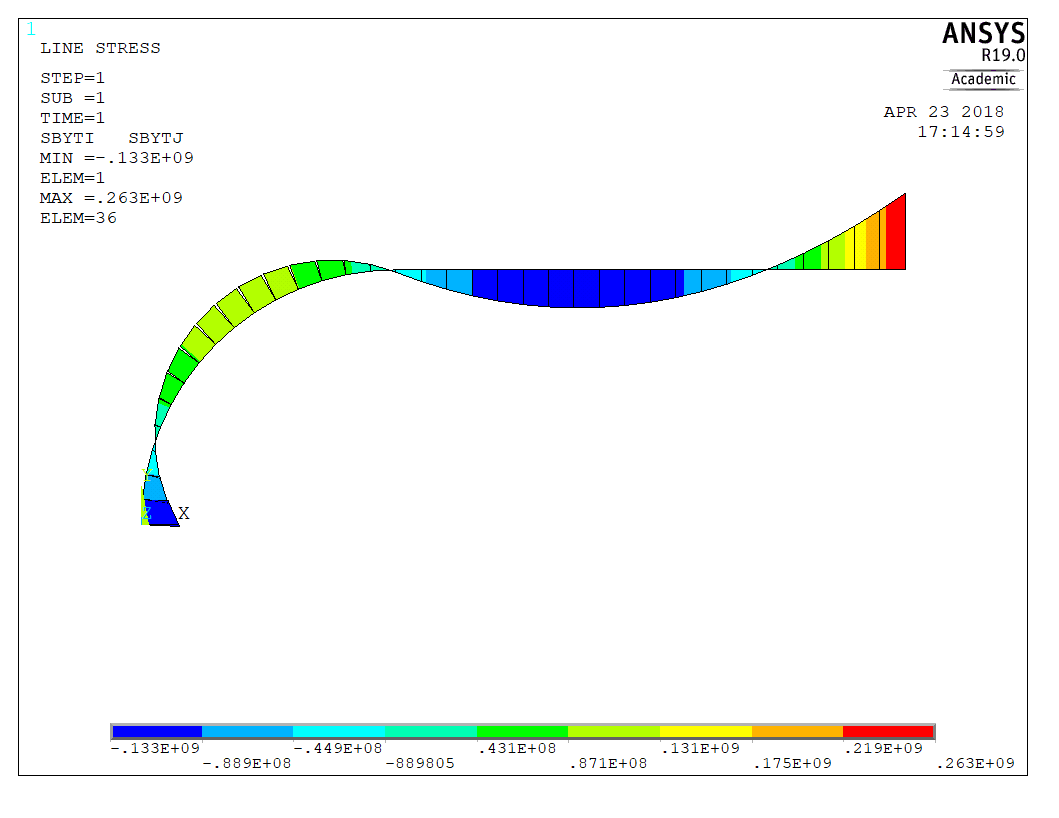 1
ANSYS
R19.0
Academic
LINE STRESS
STEP=1
SUB =1
TIME=1
SBYTI   SBYTJ
MIN =-.133E+09
ELEM=1
MAX =.263E+09
ELEM=36
APR 23 2018
17:14:59
Y
Z X
-.133E+09
-.889E+08
-.449E+08
-889805
.431E+08
.871E+08
.131E+09
.175E+09
.219E+09
.263E+09